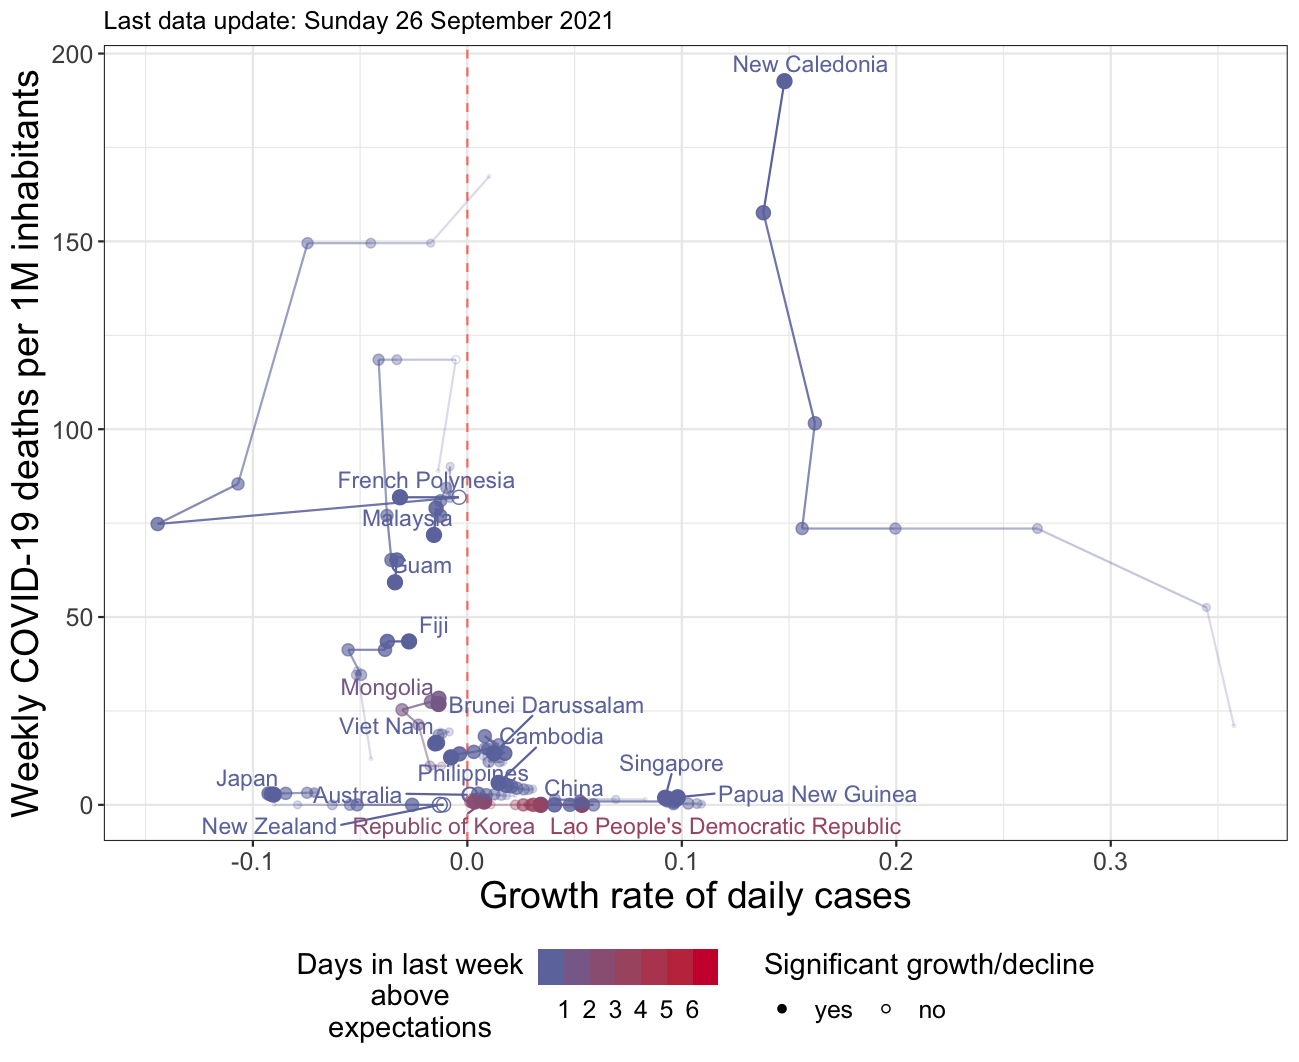 Last data update: Sunday 26 September 2021
Weekly COVID-19 deaths per 1M inhabitants
200
150
100
50
0
New Caledonia
French Polynesia
Malaysia
Guam
Fiji
Mongolia
Brunei Darussalam
Viet Nam
Cambodia
Philippines
Singapore
Japan
China
Australia
Papua New Guinea
New Zealand
Republic of Korea
Lao People's Democratic Republic
-0.1
0.0
0.1
0.2
0.3
Growth rate of daily cases
Days in last week
above
expectations
1 2 3 4 5 6
Significant growth/decline
yes
no